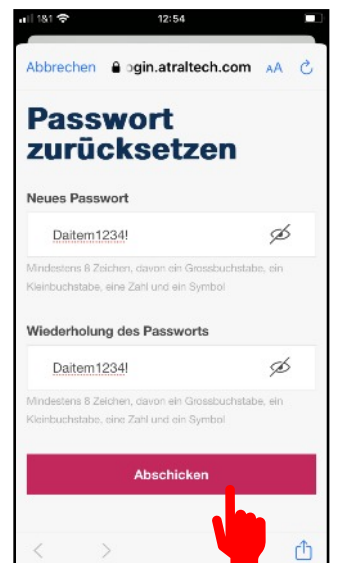 1&1 12:54
Abbrechen ogin.atraltech.com AA
Passwort
zurücksetzen
Neues Passwort
Daitem1234!
Mindestens 8 Zeichen, davon ein Grossbuchstabe, ein
Kleinbuchstabe, eine Zahl und ein Symbol
Wiederholung des Passworts
Daitem1234!
Mindestens 8 Zeichen, davon ein Grossbuchstabe, ein
Kleinbuchstabe, eine Zahl und ein Symbol
Abschicken